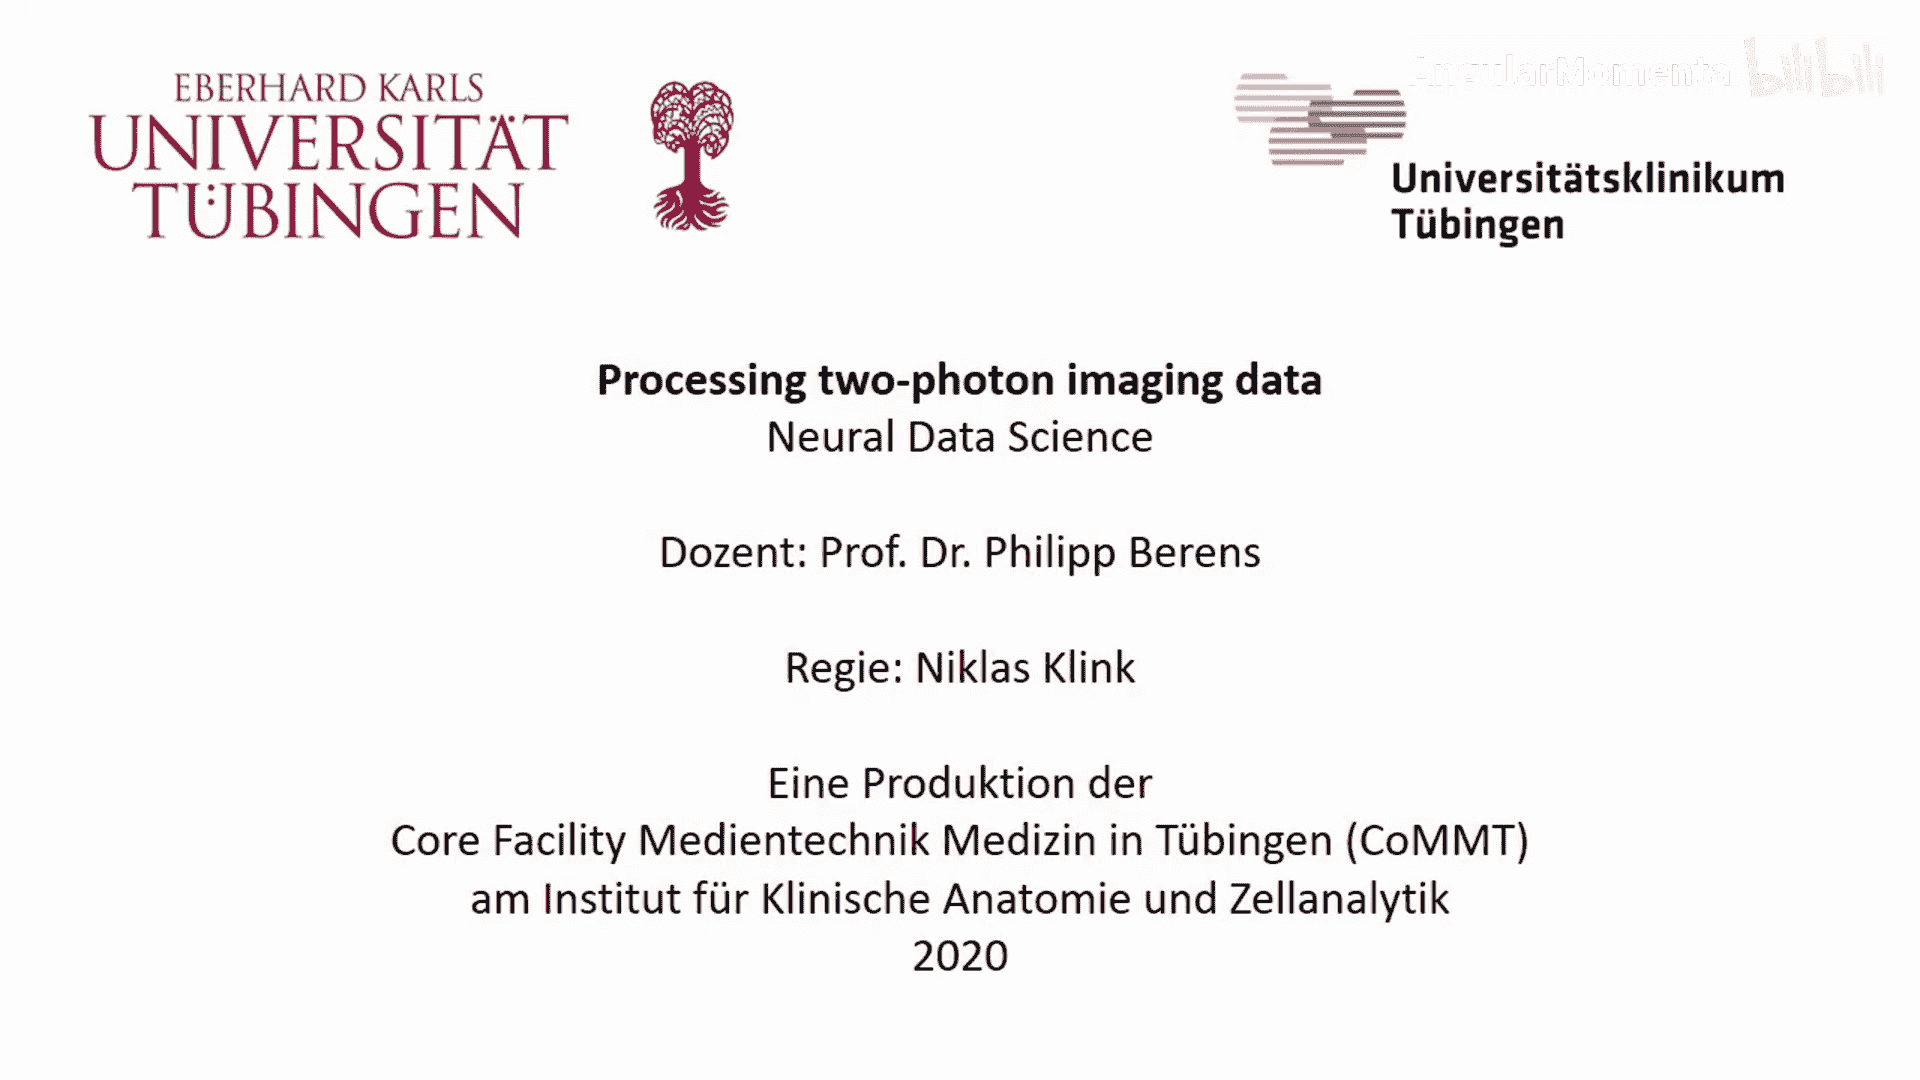 EBERHARD KARLS
UNIVERSITÄT
TÜBINGEN
AngularMomenta bilibili
Universitätsklinikum
Tübingen
Processing two-photon imaging data
Neural Data Science
Dozent: Prof. Dr. Philipp Berens
Regie: Niklas Klink
Eine Produktion der
Core Facility Medientechnik Medizin in Tübingen (CoMMT)
am Institut für Klinische Anatomie und Zellanalytik
2020